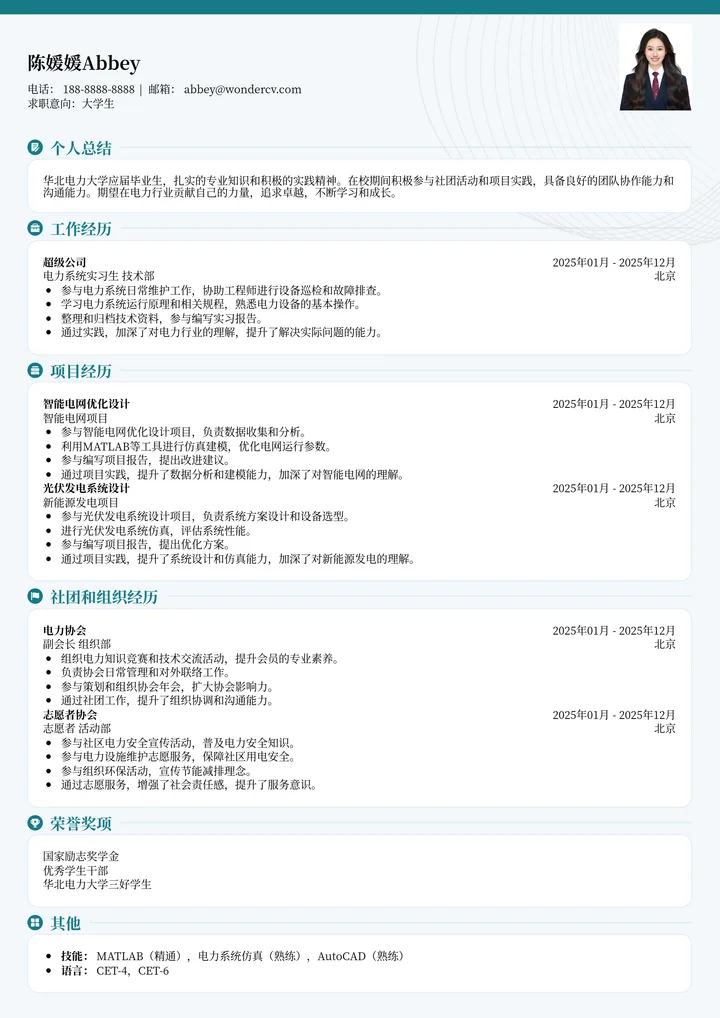 陈媛媛Abbey
电话： 188-8888-8888 | 邮箱： abbey@wondercv.com
求职意向：大学生
个人总结
华北电力大学应届毕业生，扎实的专业知识和积极的实践精神。在校期间积极参与社团活动和项目实践，具备良好的团队协作能力和
沟通能力。期望在电力行业贡献自己的力量，追求卓越，不断学习和成长。
工作经历
超级公司 2025年01月 - 2025年12月
电力系统实习生 技术部 北京
• 参与电力系统日常维护工作，协助工程师进行设备巡检和故障排查。
• 学习电力系统运行原理和相关规程，熟悉电力设备的基本操作。
• 整理和归档技术资料，参与编写实习报告。
• 通过实践，加深了对电力行业的理解，提升了解决实际问题的能力。
项目经历
智能电网优化设计 2025年01月 - 2025年12月
智能电网项目 北京
• 参与智能电网优化设计项目，负责数据收集和分析。
• 利用MATLAB等工具进行仿真建模，优化电网运行参数。
• 参与编写项目报告，提出改进建议。
• 通过项目实践，提升了数据分析和建模能力，加深了对智能电网的理解。
光伏发电系统设计 2025年01月 - 2025年12月
新能源发电项目 北京
• 参与光伏发电系统设计项目，负责系统方案设计和设备选型。
• 进行光伏发电系统仿真，评估系统性能。
• 参与编写项目报告，提出优化方案。
• 通过项目实践，提升了系统设计和仿真能力，加深了对新能源发电的理解。
社团和组织经历
电力协会 2025年01月 - 2025年12月
副会长 组织部 北京
• 组织电力知识竞赛和技术交流活动，提升会员的专业素养。
• 负责协会日常管理和对外联络工作。
• 参与策划和组织协会年会，扩大协会影响力。
• 通过社团工作，提升了组织协调和沟通能力。
志愿者协会 2025年01月 - 2025年12月
志愿者 活动部 北京
• 参与社区电力安全宣传活动，普及电力安全知识。
• 参与电力设施维护志愿服务，保障社区用电安全。
• 参与组织环保活动，宣传节能减排理念。
• 通过志愿服务，增强了社会责任感，提升了服务意识。
荣誉奖项
国家励志奖学金
优秀学生干部
华北电力大学三好学生
其他
• 技能： MATLAB（精通），电力系统仿真（熟练），AutoCAD（熟练）
• 语言： CET-4，CET-6